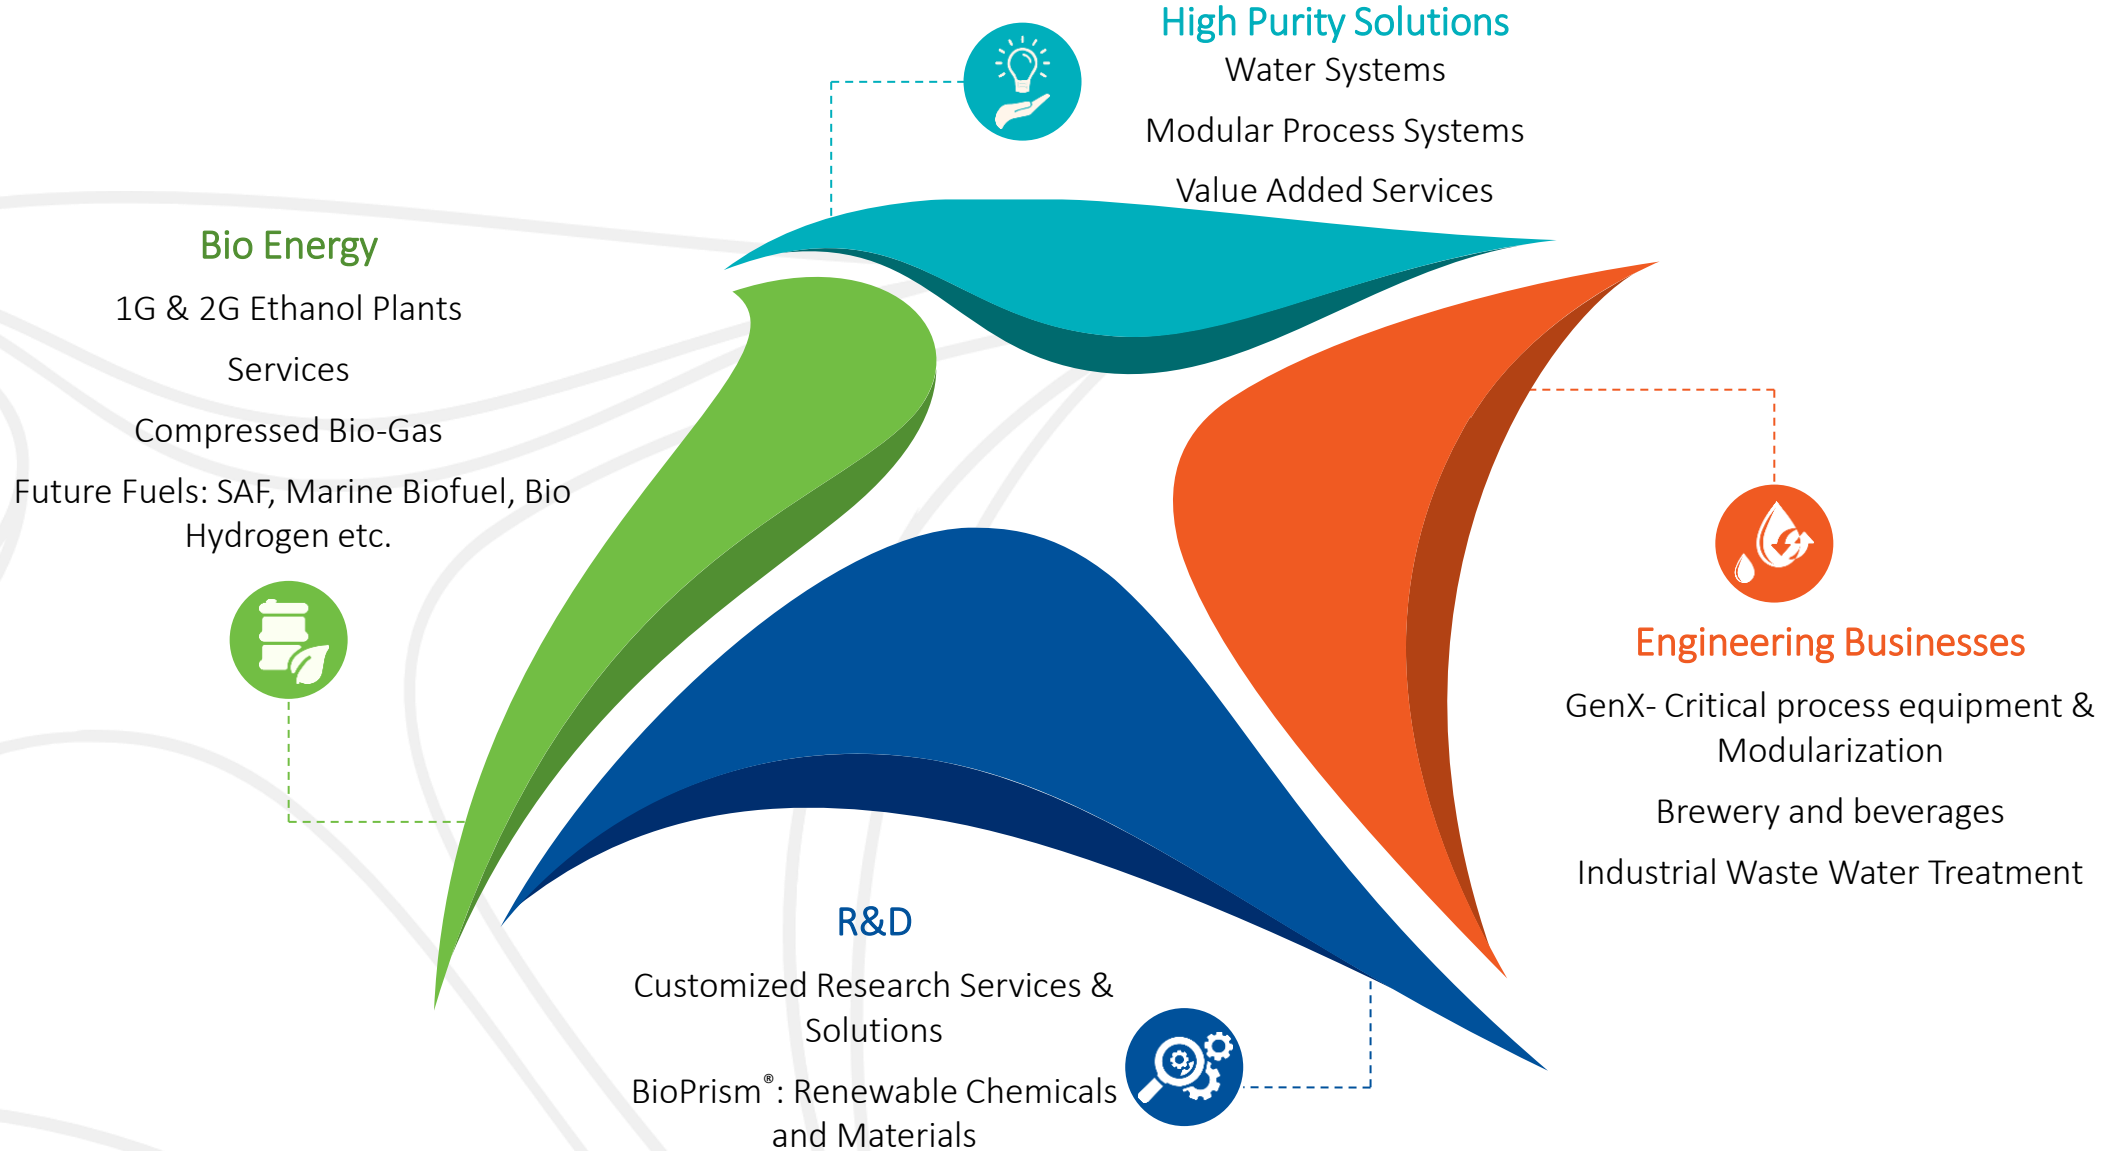 High Purity Solutions
Water Systems
Modular Process Systems
Value Added Services
Bio Energy
1G & 2G Ethanol Plants
Services
Compressed Bio-Gas
Future Fuels: SAF, Marine Biofuel, Bio
Hydrogen etc.
Engineering Businesses
GenX- Critical process equipment &
Modularization
Brewery and beverages
Industrial Waste Water Treatment
R&D
Customized Research Services &
Solutions
BioPrism®: Renewable Chemicals
and Materials